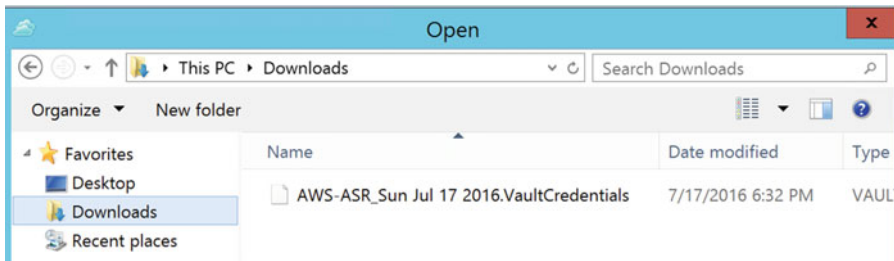 Open
x
This PC Downloads Search Downloads
Organize New folder ?
Favorites Name Date modified Type
Desktop AWS-ASR_Sun Jul 17 2016.VaultCredentials 7/17/2016 6:32 PM VAUL
Downloads
Recent places